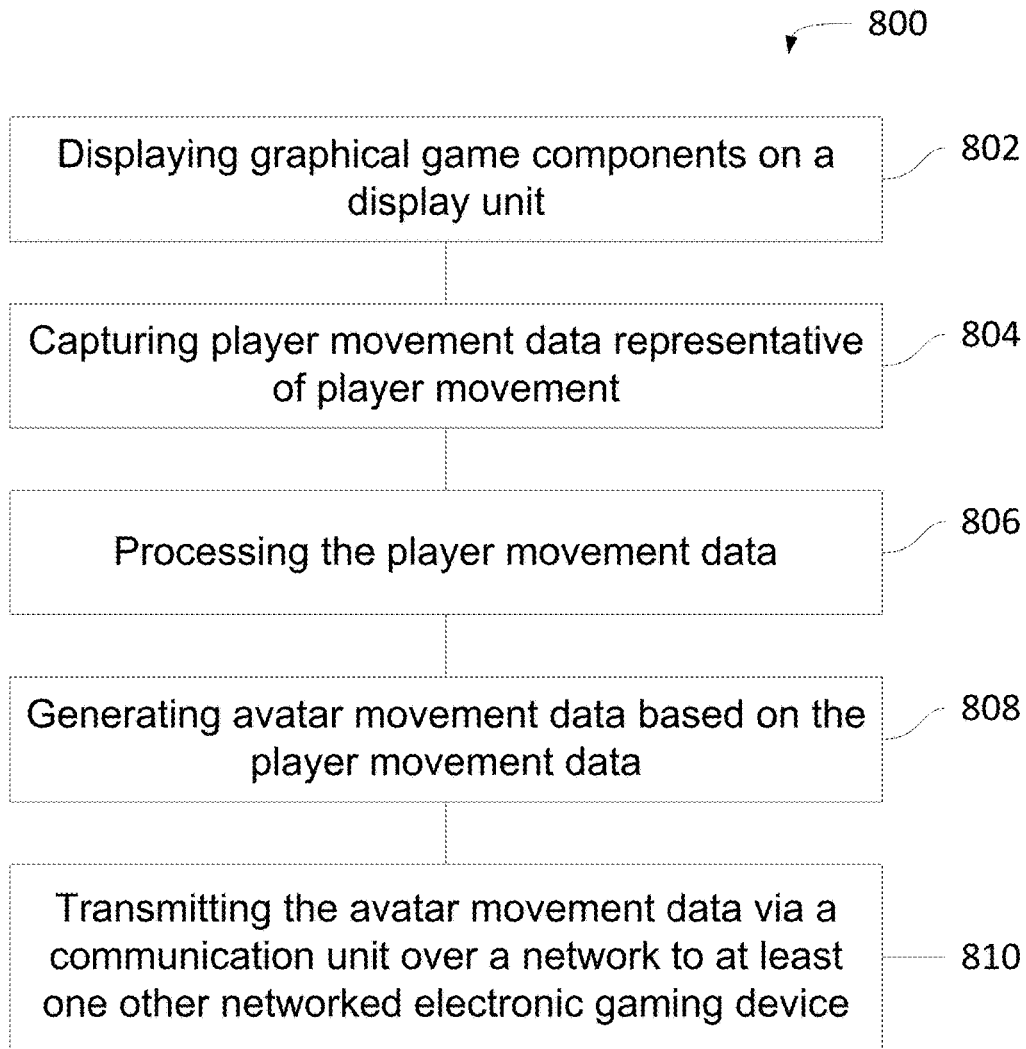 800
Displaying graphical game components on a
display unit
802
Capturing player movement data representative
of player movement
804
Processing the player movement data
806
Generating avatar movement data based on the
player movement data
808
Transmitting the avatar movement data via a
communication unit over a network to at least
one other networked electronic gaming device
810